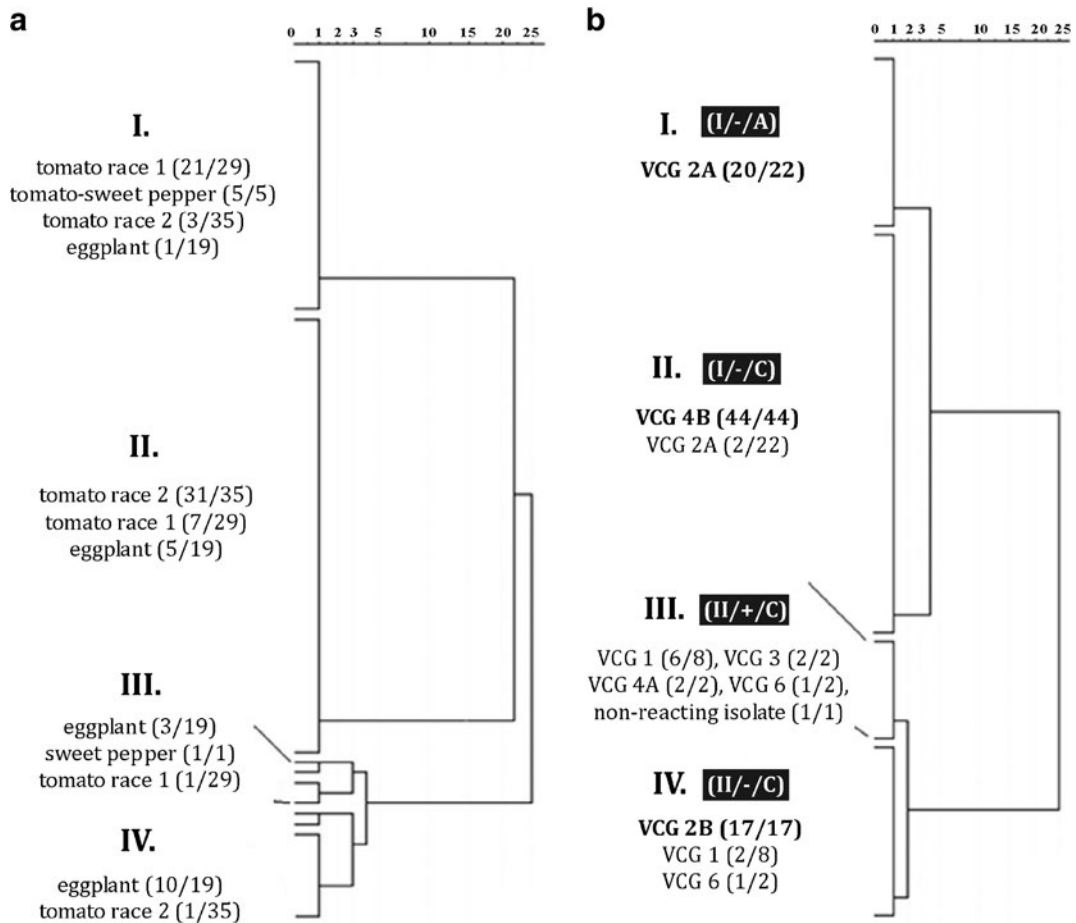 a
0 1 2 3 5 10 15 20 25
I.
tomato race 1 (21/29)
tomato-sweet pepper (5/5)
tomato race 2 (3/35)
eggplant (1/19)
II.
tomato race 2 (31/35)
tomato race 1 (7/29)
eggplant (5/19)
III.
eggplant (3/19)
sweet pepper (1/1)
tomato race 1 (1/29)
IV.
eggplant (10/19)
tomato race 2 (1/35)
b
0 1 2 3 5 10 15 20 25
I. (I/-/A)
VCG 2A (20/22)
II. (I/-/C)
VCG 4B (44/44)
VCG 2A (2/22)
III. (II/+/C)
VCG 1 (6/8), VCG 3 (2/2)
VCG 4A (2/2), VCG 6 (1/2),
non-reacting isolate (1/1)
IV. (II/-/C)
VCG 2B (17/17)
VCG 1 (2/8)
VCG 6 (1/2)